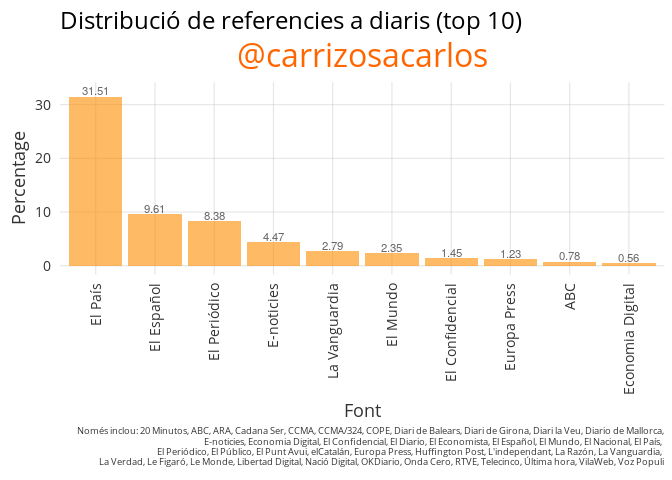 Distribució de referencies a diaris (top 10)
@carrizosacarlos
Percentage
30
20
10
0
31.51
9.61
8.38
4.47
2.79
2.35
1.45
1.23
0.78
0.56
El País
El Español
El Periódico
E-noticies
La Vanguardia
El Mundo
El Confidencial
Europa Press
ABC
Economia Digital
Font
Només inclou: 20 Minutos, ABC, ARA, Cadana Ser, CCMA, CCMA/324, COPE, Diari de Balears, Diari de Girona, Diari la Veu, Diario de Mallorca,
E-noticies, Economia Digital, El Confidencial, El Diario, El Economista, El Español, El Mundo, El Nacional, El País,
El Periódico, El Público, El Punt Avui, elCatalán, Europa Press, Huffington Post, L'independant, La Razón, La Vanguardia,
La Verdad, Le Figaró, Le Monde, Libertad Digital, Nació Digital, OKDiario, Onda Cero, RTVE, Telecinco, Última hora, VilaWeb, Voz Populi